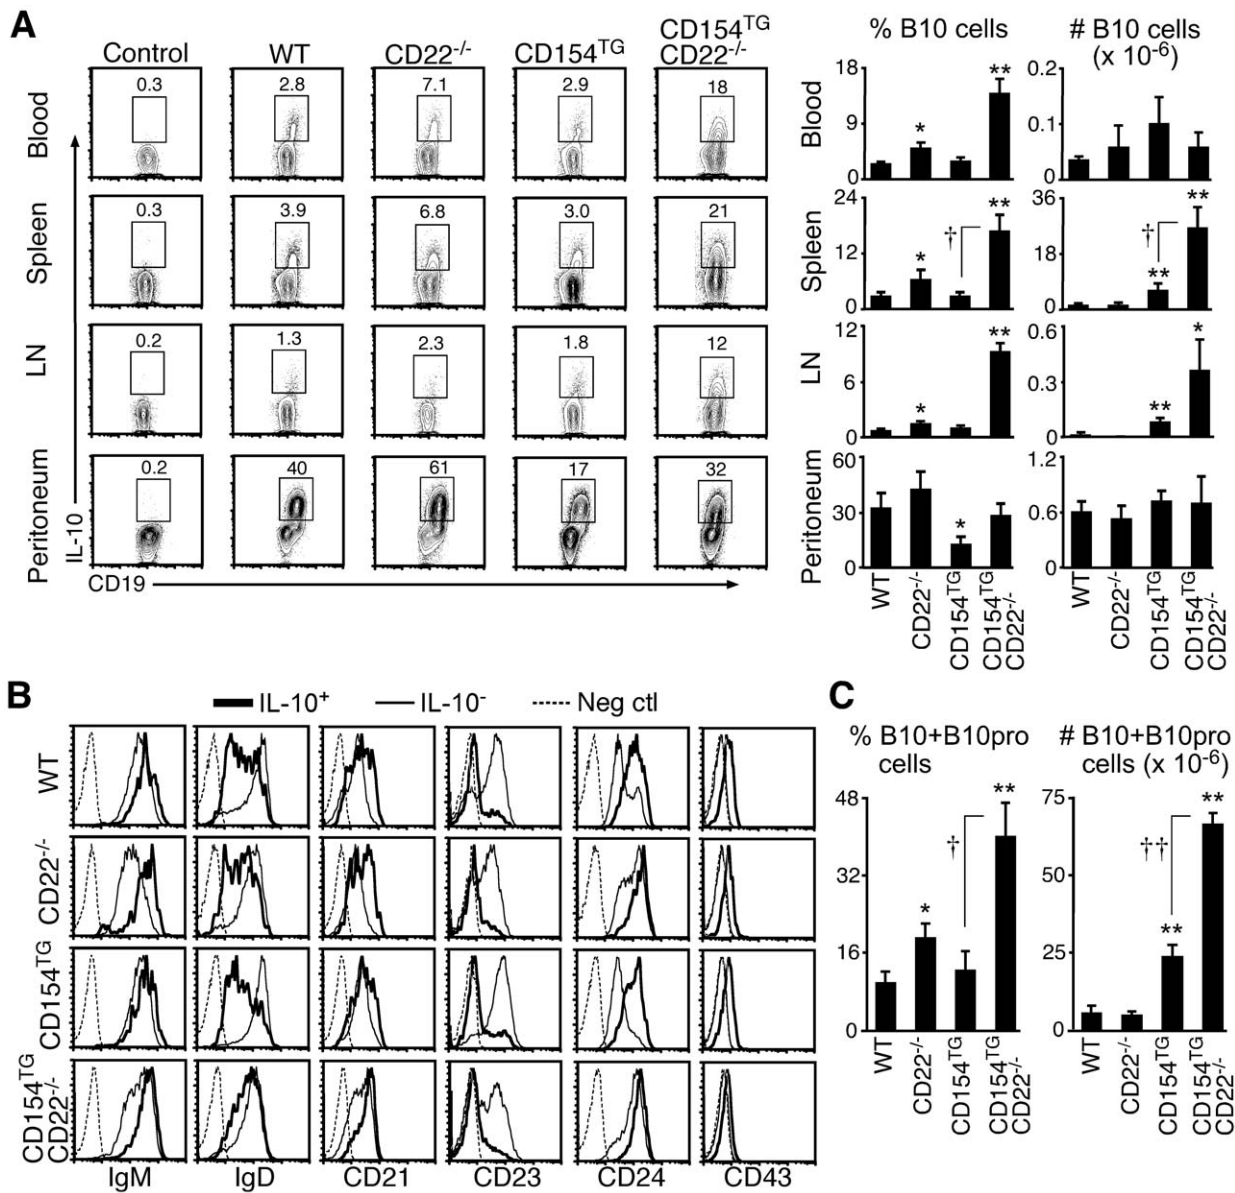 A
Control
WT
CD22-/-
CD154TG
CD154TG
CD22-/-
% B10 cells
# B10 cells
(x 10-6)
Blood
0.3
2.8
7.1
2.9
18
Blood
18
9
0
*
**
0.2
0.1
0
Spleen
0.3
3.9
6.8
3.0
21
Spleen
24
12
0
*
†
**
36
18
0
**
†
**
LN
0.2
1.3
2.3
1.8
12
LN
12
6
0
*
**
0.6
0.3
0
**
*
Peritoneum
0.2
40
61
17
32
Peritoneum
60
30
0
*
1.2
0.6
0
IL-10
CD19
WT
CD22-/-
CD154TG
CD154TG
CD22-/-
WT
CD22-/-
CD154TG
CD154TG
CD22-/-
B
IL-10+
IL-10-
Neg ctl
WT
CD22-/-
CD154TG
CD154TG
CD22-/-
IgM
IgD
CD21
CD23
CD24
CD43
C
% B10+B10pro
cells
# B10+B10pro
cells (x 10-6)
48
32
16
0
*
†
**
75
50
25
0
**
††
**
WT
CD22-/-
CD154TG
CD154TG
CD22-/-
WT
CD22-/-
CD154TG
CD154TG
CD22-/-